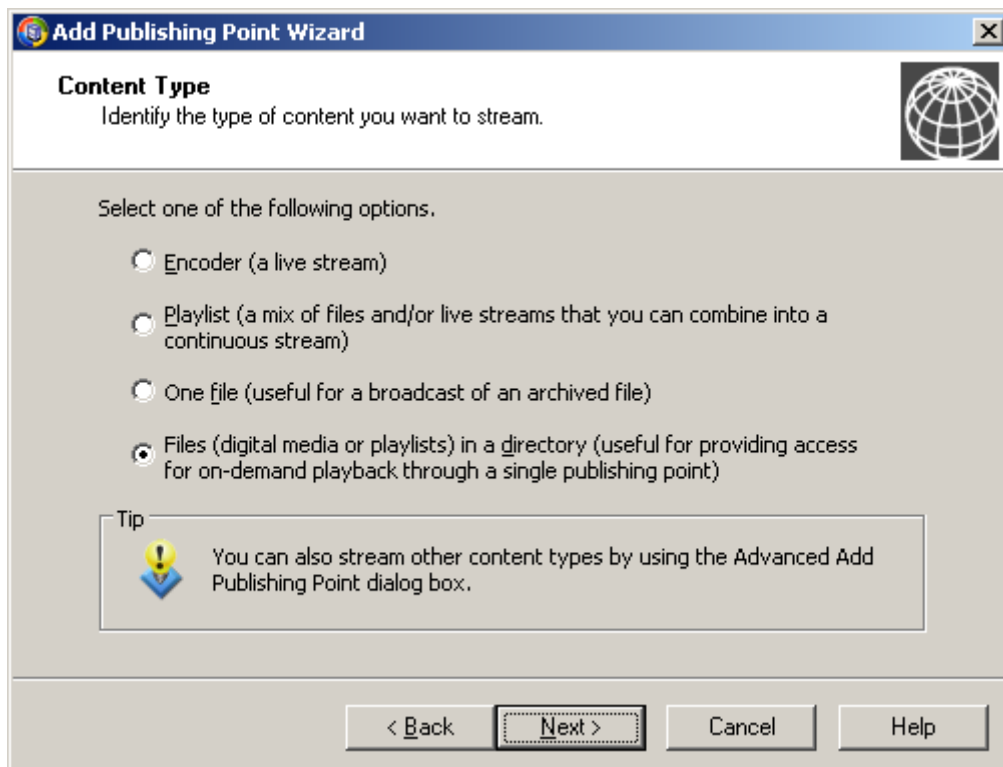 Add Publishing Point Wizard
Content Type
Identify the type of content you want to stream.
Select one of the following options.
Encoder (a live stream)
Playlist (a mix of files and/or live streams that you can combine into a
continuous stream)
One file (useful for a broadcast of an archived file)
Files (digital media or playlists) in a directory (useful for providing access
for on-demand playback through a single publishing point)
Tip
You can also stream other content types by using the Advanced Add
Publishing Point dialog box.
< Back Next > Cancel Help